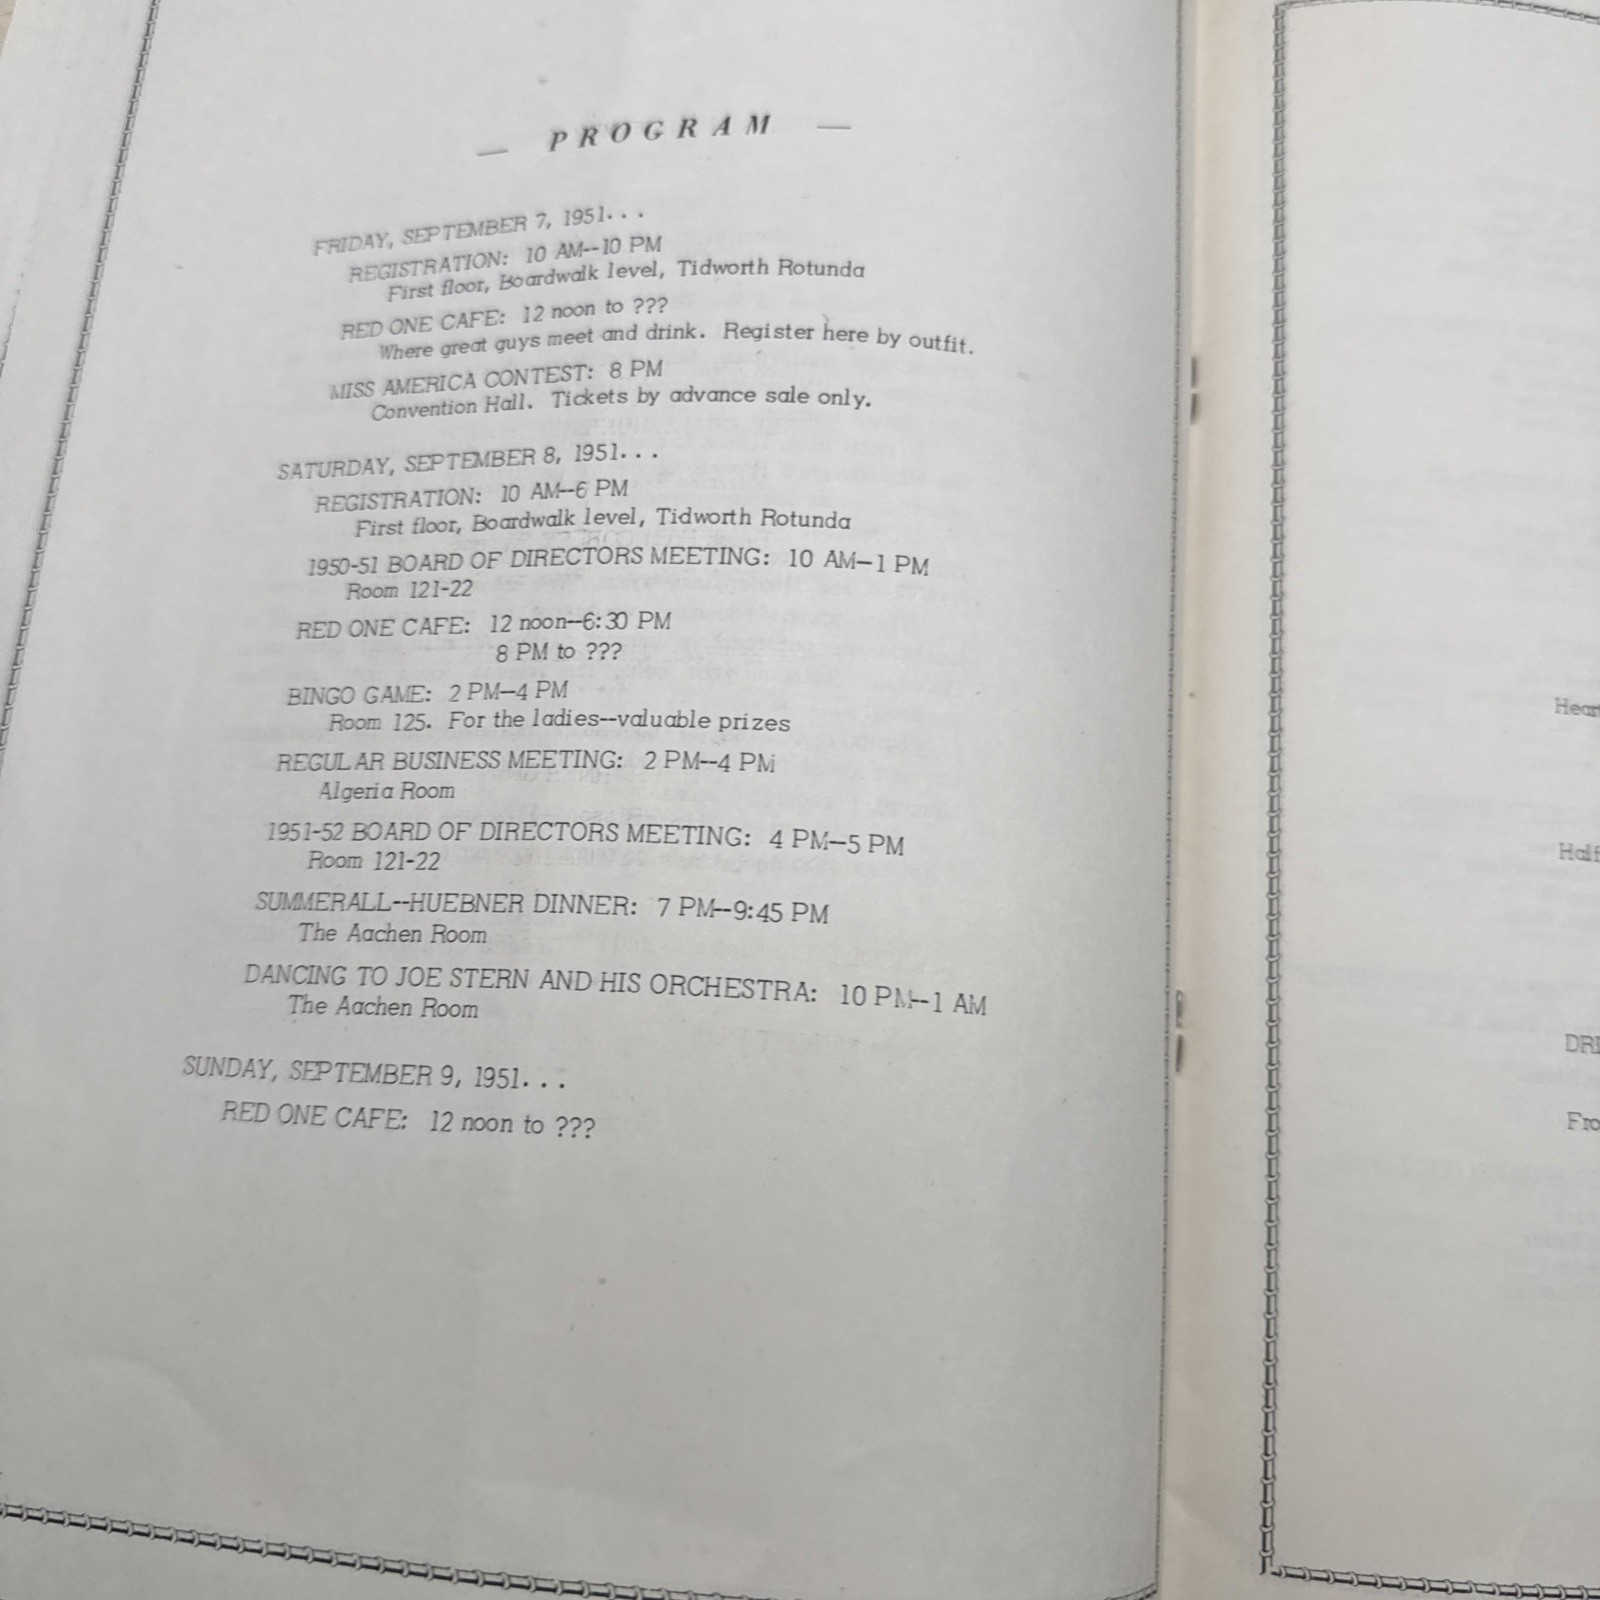 — PROGRAM —
FRIDAY, SEPTEMBER 7, 1951. . .
REGISTRATION: 10 AM--10 PM
First floor, Boardwalk level, Tidworth Rotunda
RED ONE CAFE: 12 noon to ???
Where great guys meet and drink. Register here by outfit.
MISS AMERICA CONTEST: 8 PM
Convention Hall. Tickets by advance sale only.
SATURDAY, SEPTEMBER 8, 1951. . .
REGISTRATION: 10 AM--6 PM
First floor, Boardwalk level, Tidworth Rotunda
1950-51 BOARD OF DIRECTORS MEETING: 10 AM--1 PM
Room 121-22
RED ONE CAFE: 12 noon--6:30 PM
8 PM to ???
BINGO GAME: 2 PM--4 PM
Room 125. For the ladies--valuable prizes
REGULAR BUSINESS MEETING: 2 PM--4 PM
Algeria Room
1951-52 BOARD OF DIRECTORS MEETING: 4 PM--5 PM
Room 121-22
SUMMERALL--HUEBNER DINNER: 7 PM--9:45 PM
The Aachen Room
DANCING TO JOE STERN AND HIS ORCHESTRA: 10 PM--1 AM
The Aachen Room
SUNDAY, SEPTEMBER 9, 1951. . .
RED ONE CAFE: 12 noon to ???